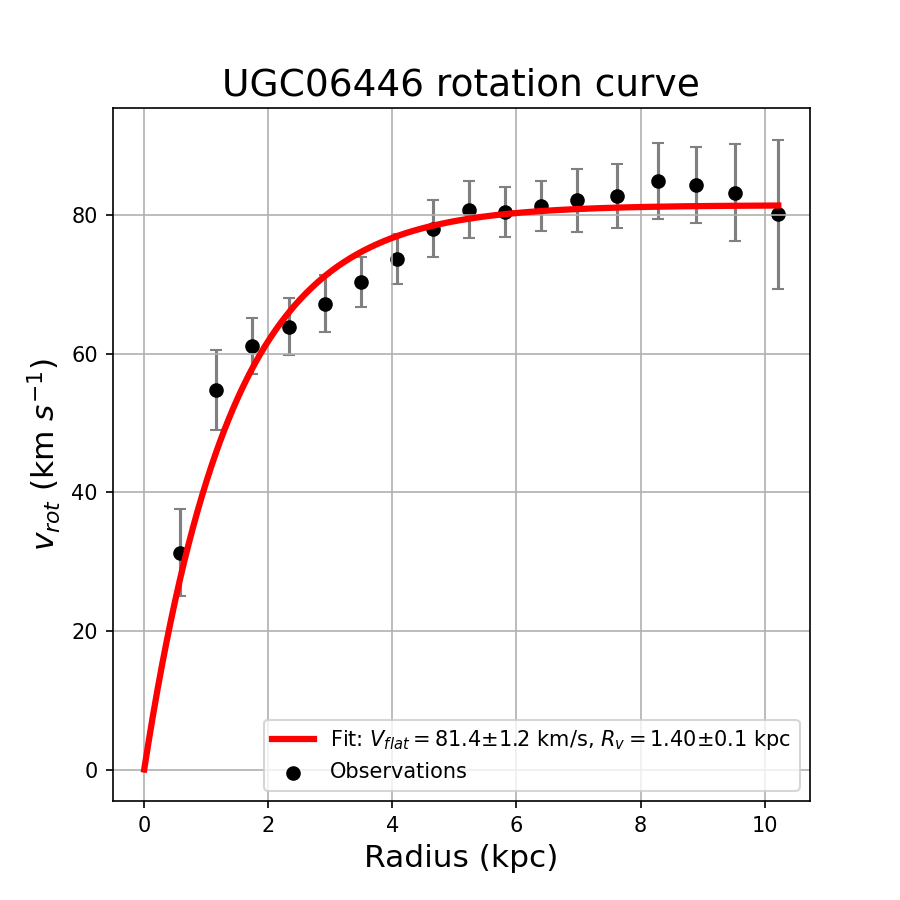 UGC06446 rotation curve
80
60
40
20
0
v_rot (km s⁻¹)
Fit: V_flat = 81.4±1.2 km/s, R_v = 1.40±0.1 kpc
Observations
0 2 4 6 8 10
Radius (kpc)